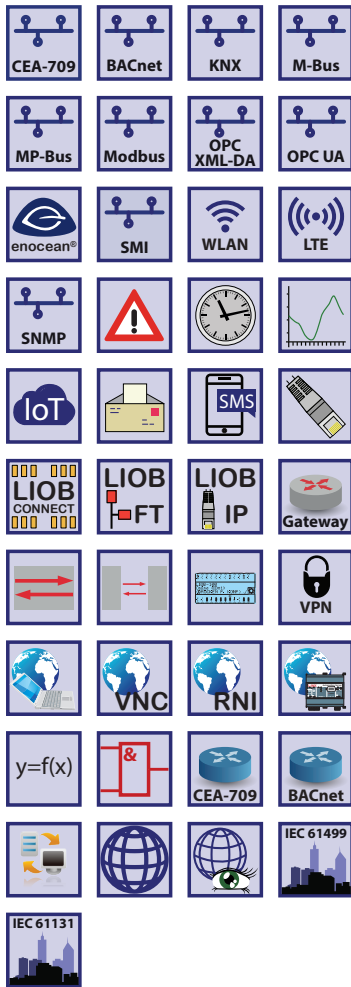 CEA-709 BACnet KNX M-Bus
MP-Bus Modbus OPC XML-DA OPC UA
enocean® SMI WLAN LTE
SNMP
IoT SMS
LIOB CONNECT LIOB FT LIOB IP Gateway
VPN
VNC RNI
y=f(x) & CEA-709 BACnet
IEC 61499
IEC 61131